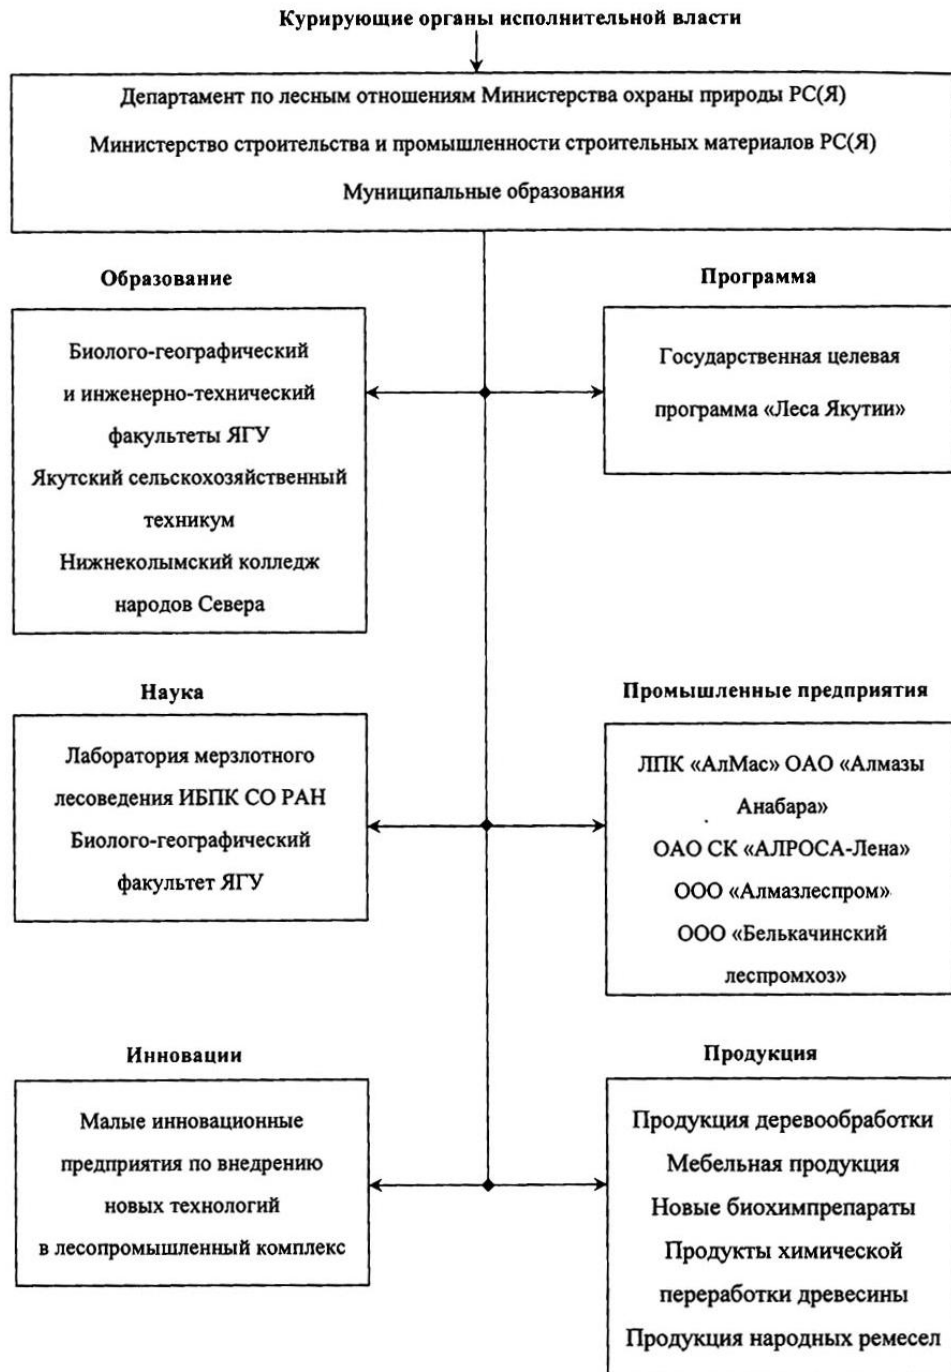 Курирующие органы исполнительной власти
Департамент по лесным отношениям Министерства охраны природы РС(Я)
Министерство строительства и промышленности строительных материалов РС(Я)
Муниципальные образования
Образование
Биолого-географический
и инженерно-технический
факультеты ЯГУ
Якутский сельскохозяйственный
техникум
Нижнеколымский колледж
народов Севера
Программа
Государственная целевая
программа «Леса Якутии»
Наука
Лаборатория мерзлотного
лесоведения ИБПК СО РАН
Биолого-географический
факультет ЯГУ
Промышленные предприятия
ЛПК «АлМас» ОАО «Алмазы
Анабара»
ОАО СК «АЛРОСА-Лена»
ООО «Алмазлеспром»
ООО «Белькачинский
леспромхоз»
Инновации
Малые инновационные
предприятия по внедрению
новых технологий
в лесопромышленный комплекс
Продукция
Продукция деревообработки
Мебельная продукция
Новые биохимпрепараты
Продукты химической
переработки древесины
Продукция народных ремесел